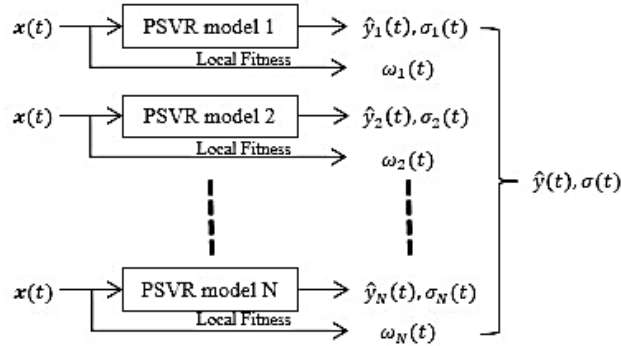 x(t) PSVR model 1 ŷ₁(t), σ₁(t)
Local Fitness ω₁(t)
x(t) PSVR model 2 ŷ₂(t), σ₂(t)
Local Fitness ω₂(t)
ŷ(t), σ(t)
x(t) PSVR model N ŷ_N(t), σ_N(t)
Local Fitness ω_N(t)